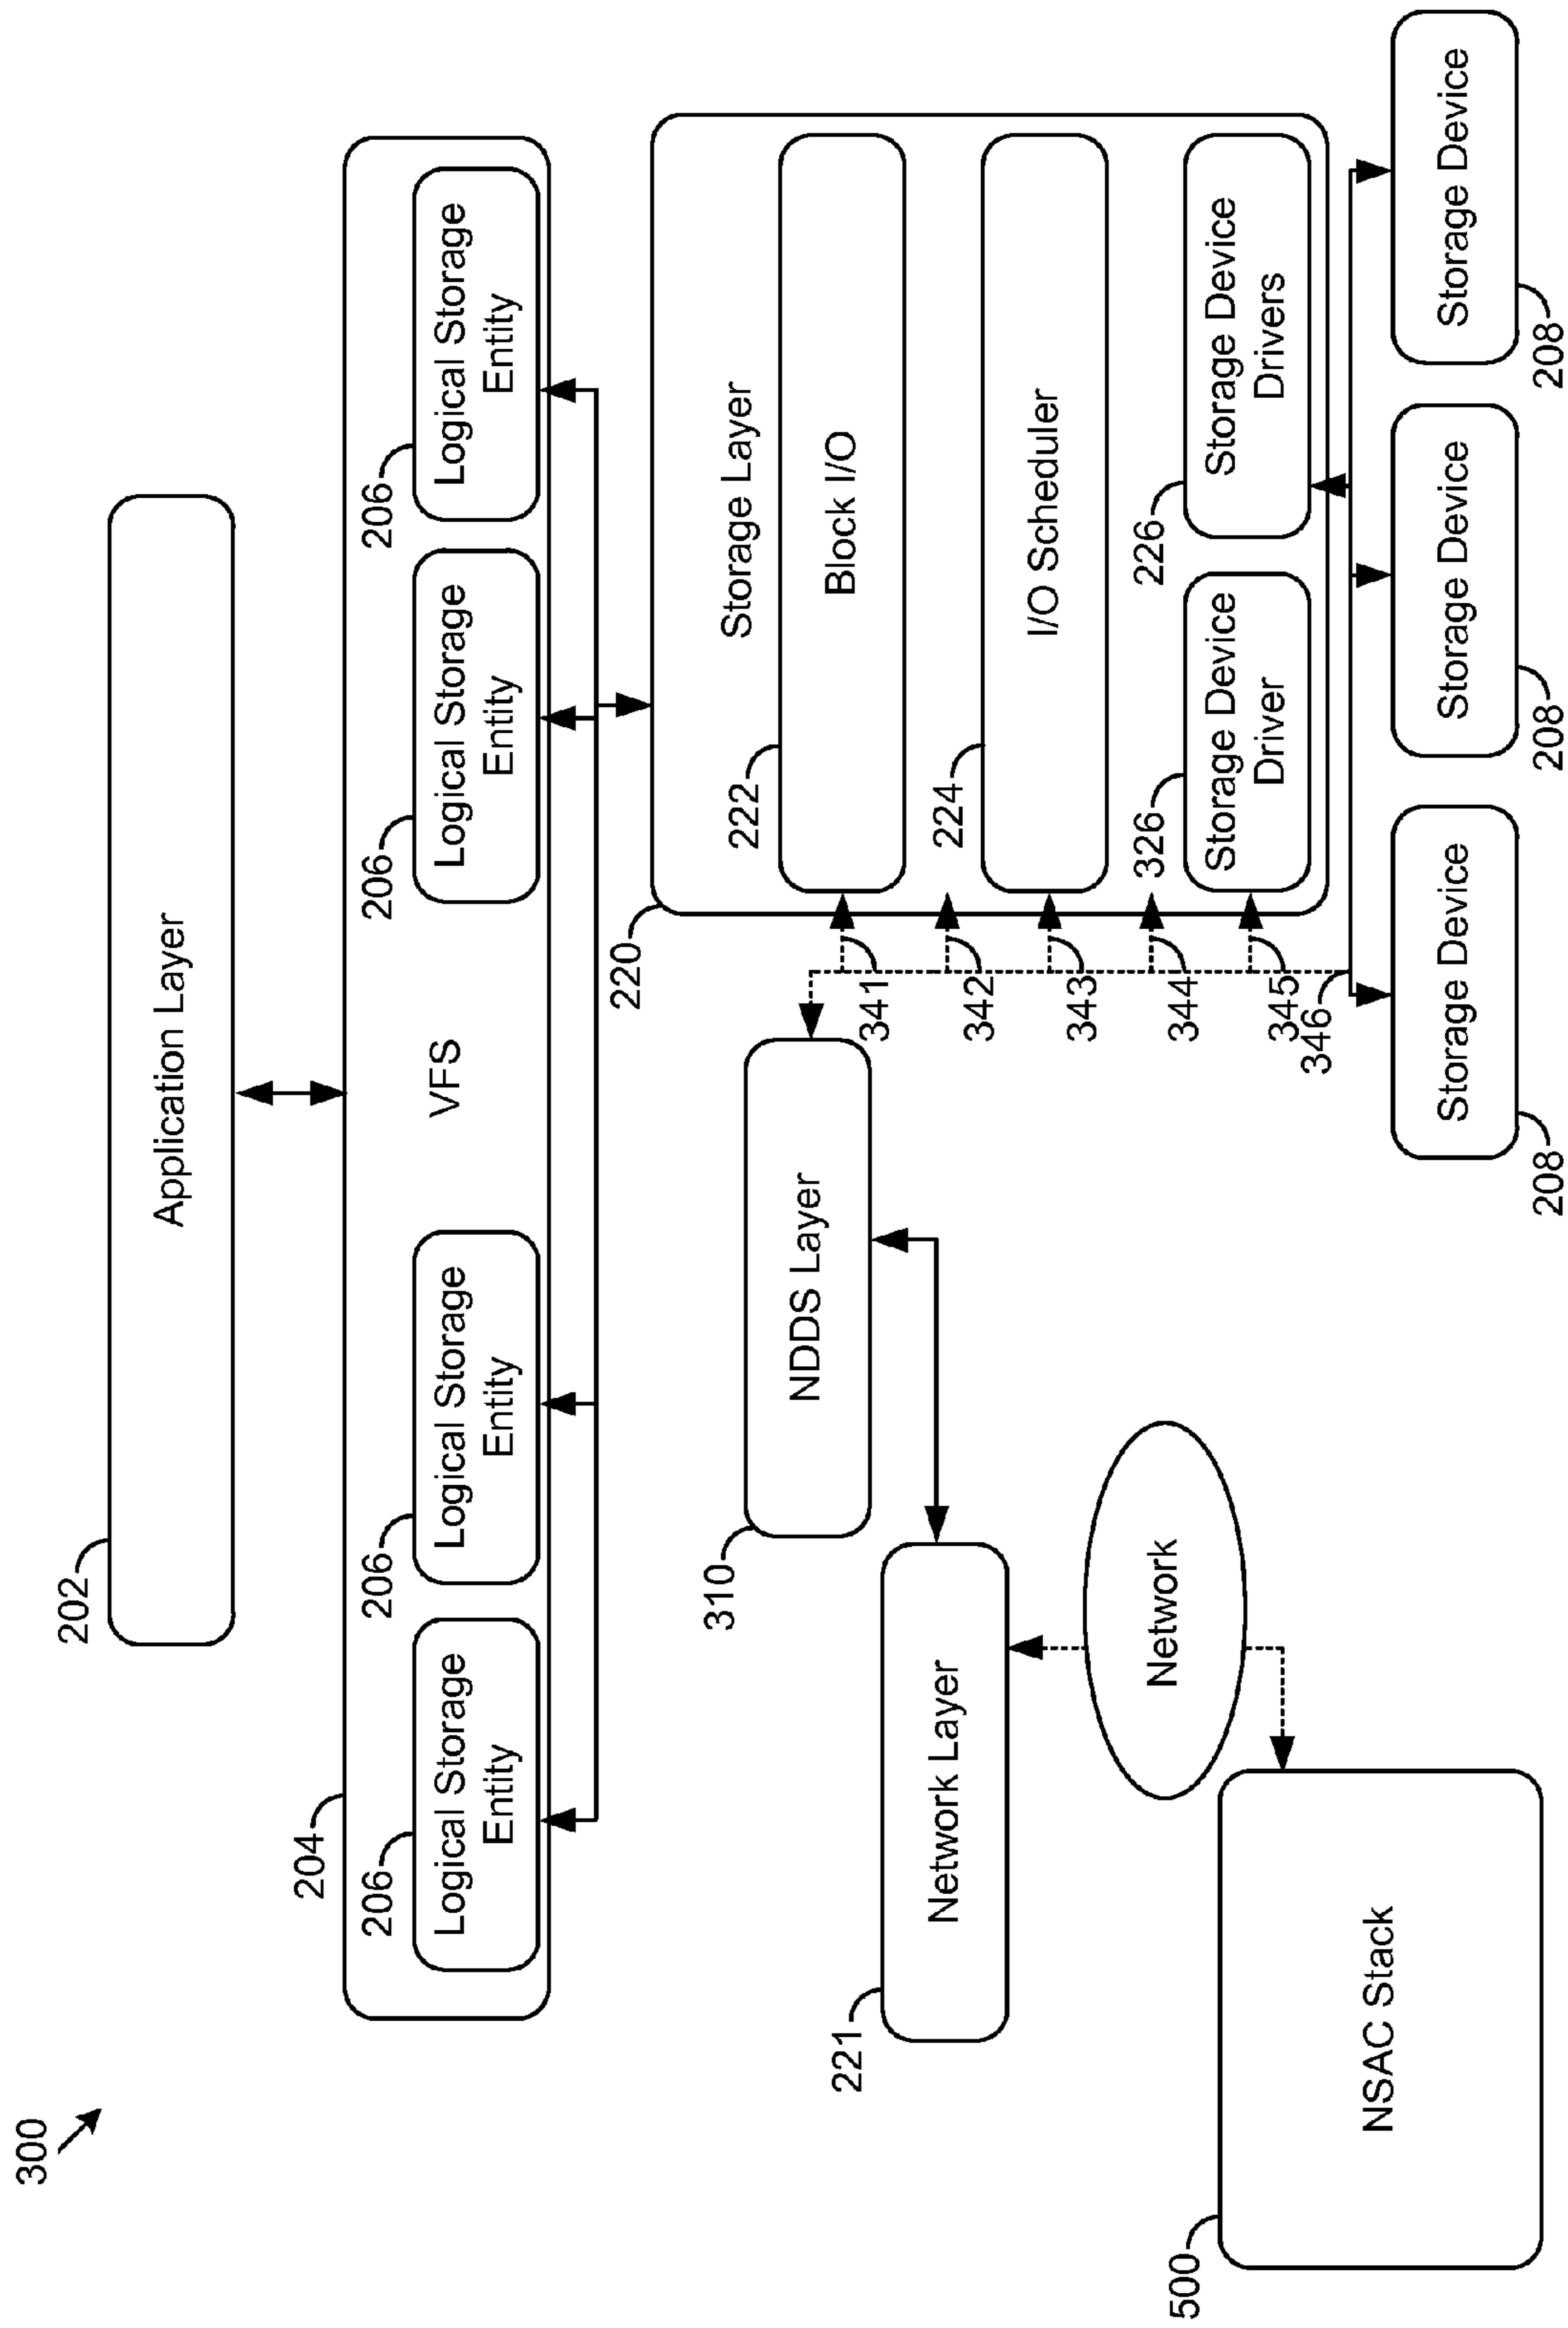 300
202
Application Layer
204
VFS
206
Logical Storage
Entity
206
Logical Storage
Entity
206
Logical Storage
Entity
206
Logical Storage
Entity
220
Storage Layer
222
Block I/O
224
I/O Scheduler
326
Storage Device
Driver
226
Storage Device
Drivers
341
342
343
344
345
346
310
NDDS Layer
221
Network Layer
Network
500
NSAC Stack
Storage Device
208
Storage Device
208
Storage Device
208